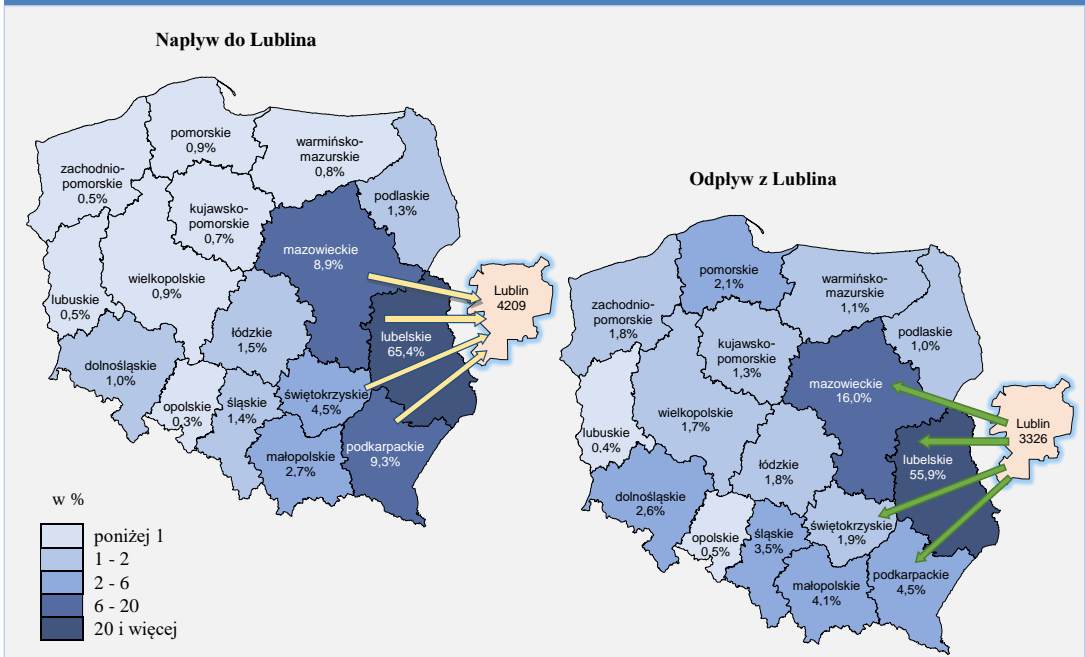 Napływ do Lublina
pomorskie
0,9%
warmińsko-
mazurskie
0,8%
zachodnio-
pomorskie
0,5%
podlaskie
1,3%
kujawsko-
pomorskie
0,7%
mazowieckie
8,9%
wielkopolskie
0,9%
lubuskie
0,5%
łódzkie
1,5%
lubelskie
65,4%
dolnośląskie
1,0%
opolskie
0,3%
śląskie
1,4%
świętokrzyskie
4,5%
małopolskie
2,7%
podkarpackie
9,3%
Lublin
4209
w %
poniżej 1
1 - 2
2 - 6
6 - 20
20 i więcej
Odpływ z Lublina
pomorskie
2,1%
warmińsko-
mazurskie
1,1%
zachodnio-
pomorskie
1,8%
podlaskie
1,0%
kujawsko-
pomorskie
1,3%
mazowieckie
16,0%
wielkopolskie
1,7%
lubuskie
0,4%
łódzkie
1,8%
lubelskie
55,9%
dolnośląskie
2,6%
opolskie
0,5%
śląskie
3,5%
świętokrzyskie
1,9%
małopolskie
4,1%
podkarpackie
4,5%
Lublin
3326